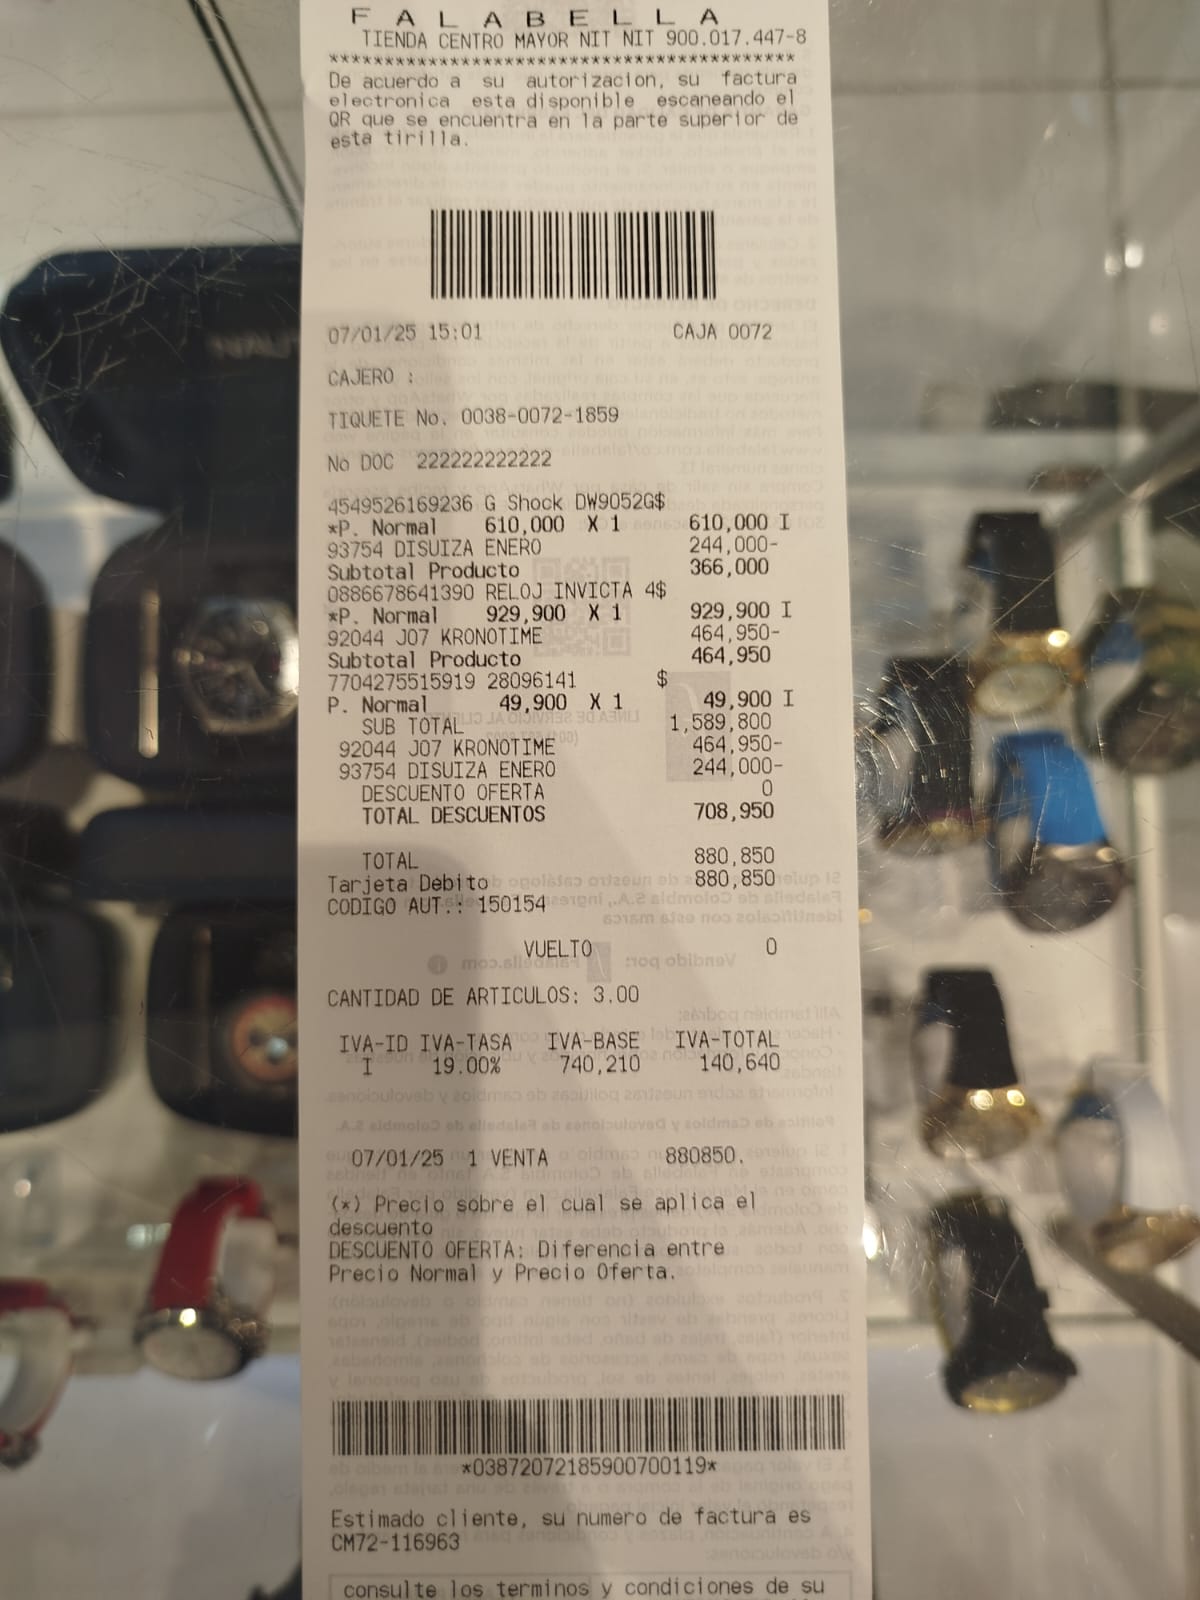 FALABELLA
TIENDA CENTRO MAYOR NIT NIT 900.017.447-8
******************************************
De acuerdo a su autorizacion, su factura
electronica esta disponible escaneando el
QR que se encuentra en la parte superior de
esta tirilla.
07/01/25 15:01 CAJA 0072
CAJERO :
TIQUETE No. 0038-0072-1859
No DOC 222222222222
4549526169236 G Shock DW9052G$
*P. Normal 610,000 X 1 610,000 I
93754 DISUIZA ENERO 244,000-
Subtotal Producto 366,000
0886678641390 RELOJ INVICTA 4$
*P. Normal 929,900 X 1 929,900 I
92044 J07 KRONOTIME 464,950-
Subtotal Producto 464,950
7704275515919 28096141 $
P. Normal 49,900 X 1 49,900 I
SUB TOTAL 1,589,800
92044 J07 KRONOTIME 464,950-
93754 DISUIZA ENERO 244,000-
DESCUENTO OFERTA 0
TOTAL DESCUENTOS 708,950
TOTAL 880,850
Tarjeta Debito 880,850
CODIGO AUT.: 150154
VUELTO 0
CANTIDAD DE ARTICULOS: 3.00
IVA-ID IVA-TASA IVA-BASE IVA-TOTAL
I 19.00% 740,210 140,640
07/01/25 1 VENTA 880850.
(*) Precio sobre el cual se aplica el
descuento
DESCUENTO OFERTA: Diferencia entre
Precio Normal y Precio Oferta.
*03872072185900700119*
Estimado cliente, su numero de factura es
CM72-116963
consulte los terminos y condiciones de su